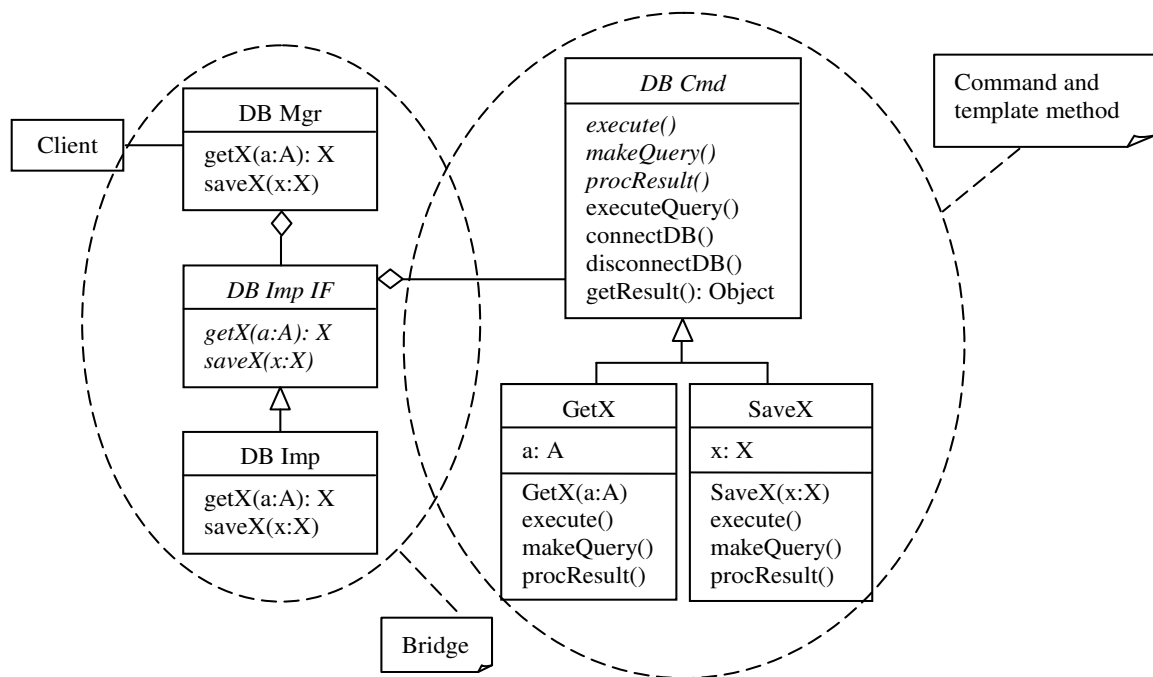 Client
DB Mgr
getX(a:A): X
saveX(x:X)
DB Imp IF
getX(a:A): X
saveX(x:X)
DB Imp
getX(a:A): X
saveX(x:X)
Bridge
DB Cmd
execute()
makeQuery()
procResult()
executeQuery()
connectDB()
disconnectDB()
getResult(): Object
GetX
a: A
GetX(a:A)
execute()
makeQuery()
procResult()
SaveX
x: X
SaveX(x:X)
execute()
makeQuery()
procResult()
Command and
template method